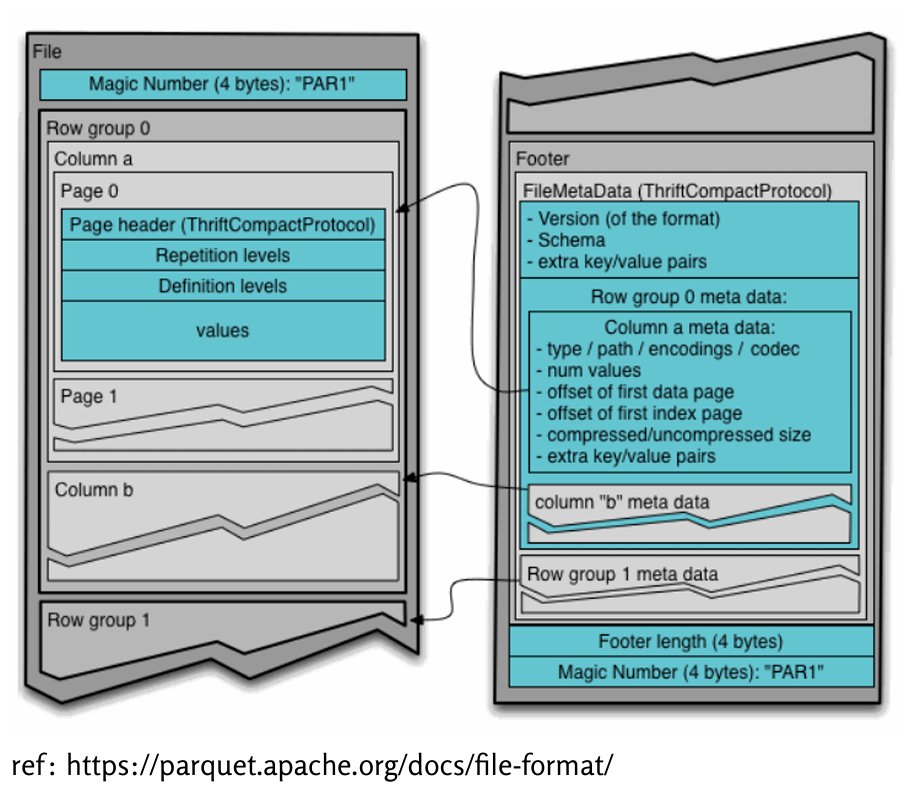 File
Magic Number (4 bytes): "PAR1"
Row group 0
Column a
Page 0
Page header (ThriftCompactProtocol)
Repetition levels
Definition levels
values
Page 1
Column b
Row group 1
Footer
FileMetaData (ThriftCompactProtocol)
- Version (of the format)
- Schema
- extra key/value pairs
Row group 0 meta data:
Column a meta data:
- type / path / encodings / codec
- num values
- offset of first data page
- offset of first index page
- compressed/uncompressed size
- extra key/value pairs
column "b" meta data
Row group 1 meta data
Footer length (4 bytes)
Magic Number (4 bytes): "PAR1"
ref: https://parquet.apache.org/docs/file-format/